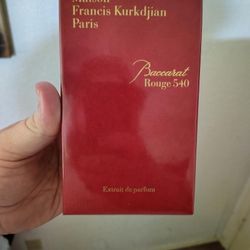 Maison
Francis Kurkdjian
Paris
Baccarat
Rouge 540
Extrait de parfum